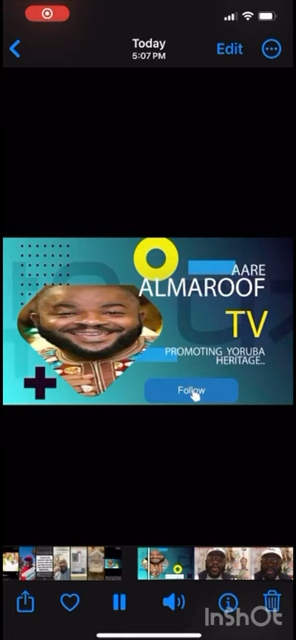 Today
5:07 PM
Edit
AARE
ALMAROOF
TV
PROMOTING YORUBA
HERITAGE..
Follow
InShOt